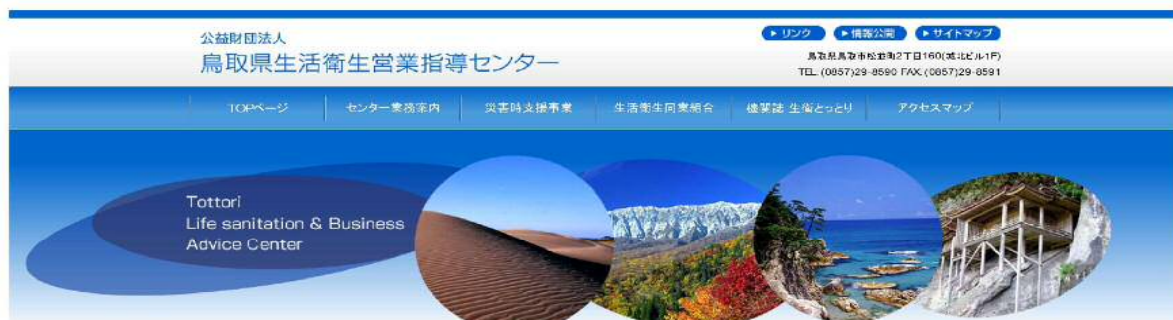 公益財団法人
鳥取県生活衛生営業指導センター
リンク 情報公開 サイトマップ
鳥取県鳥取市松並町2丁目160(城北ビル1F)
TEL.(0857)29-8590 FAX.(0857)29-8591
TOPページ センター業務案内 災害時支援事業 生活衛生同業組合 機関誌 生衛とっとり アクセスマップ
Tottori
Life sanitation & Business
Advice Center